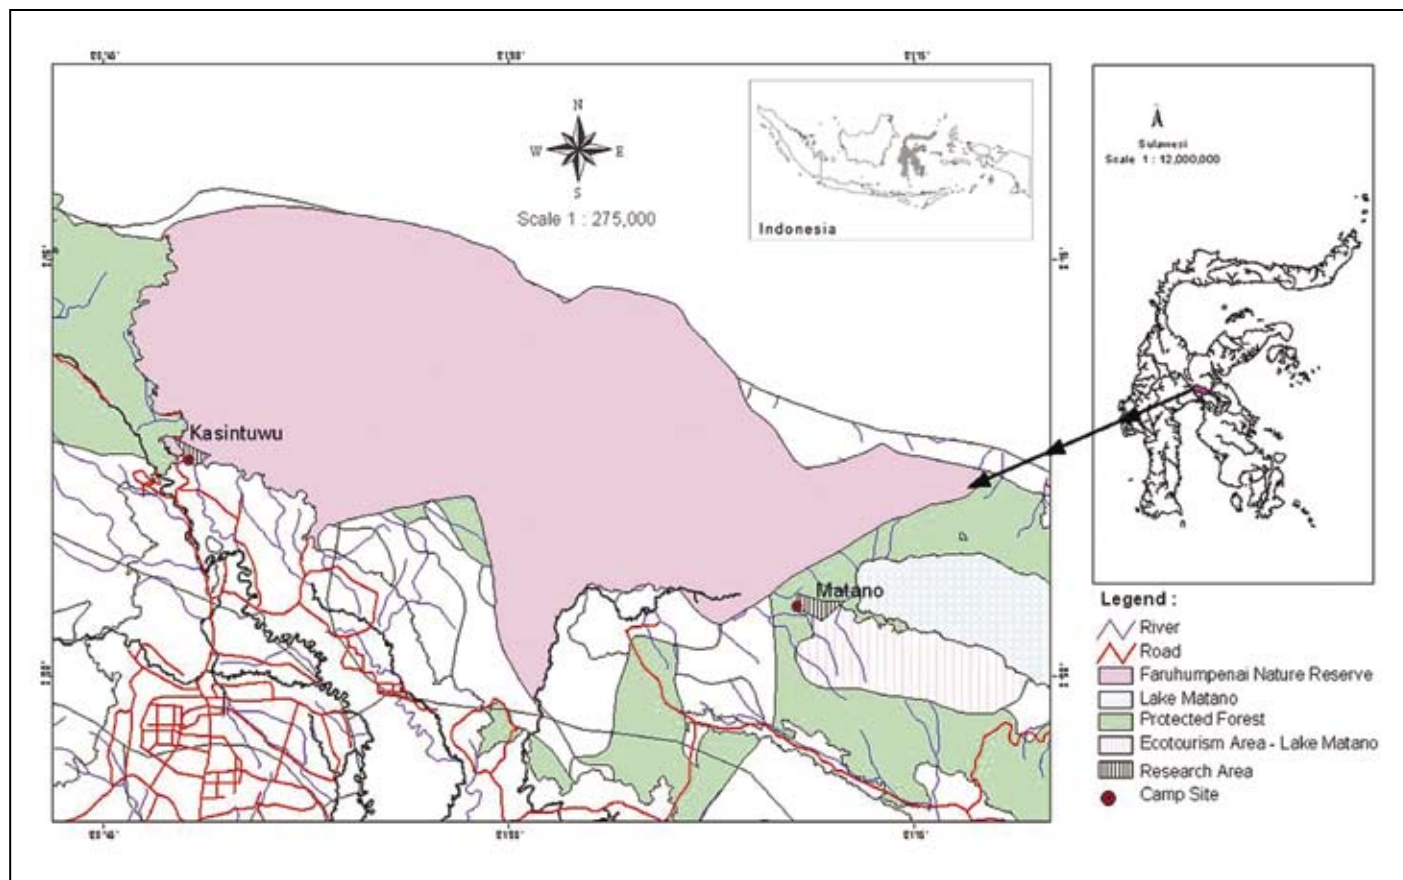 N
W E
S
Scale 1 : 275,000
Indonesia
Sulawesi
Scale 1 : 12,000,000
Kasintuwu
Matano
Legend :
River
Road
Faruhumpenai Nature Reserve
Lake Matano
Protected Forest
Ecotourism Area - Lake Matano
Research Area
Camp Site